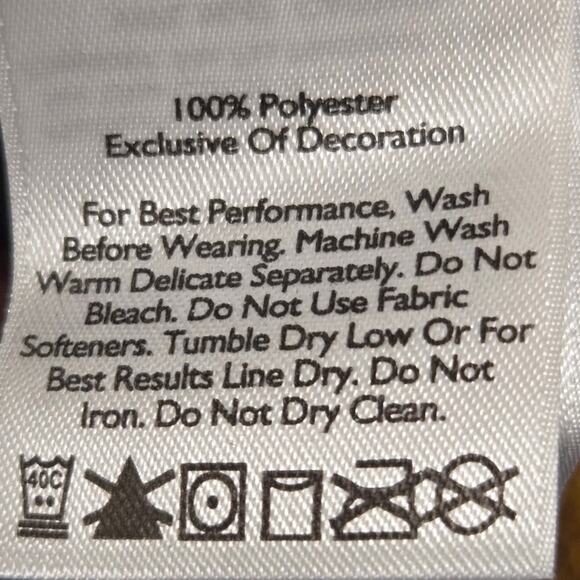 100% Polyester
Exclusive Of Decoration
For Best Performance, Wash
Before Wearing. Machine Wash
Warm Delicate Separately. Do Not
Bleach. Do Not Use Fabric
Softeners. Tumble Dry Low Or For
Best Results Line Dry. Do Not
Iron. Do Not Dry Clean.
40C